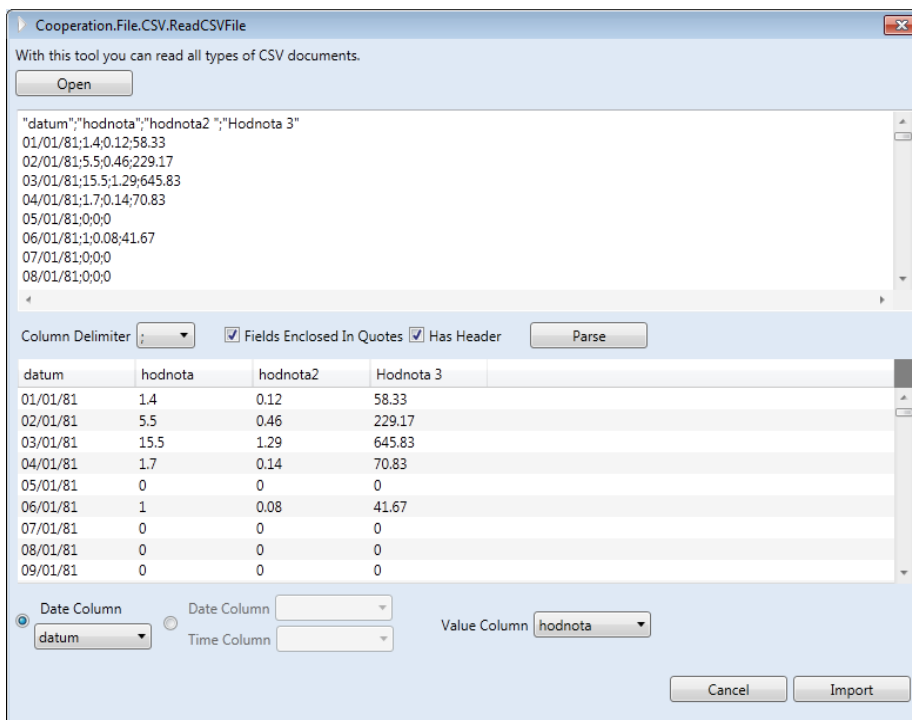 Cooperation.File.CSV.ReadCSVFile
With this tool you can read all types of CSV documents.
Open
"datum";"hodnota";"hodnota2 ";"Hodnota 3"
01/01/81;1.4;0.12;58.33
02/01/81;5.5;0.46;229.17
03/01/81;15.5;1.29;645.83
04/01/81;1.7;0.14;70.83
05/01/81;0;0;0
06/01/81;1;0.08;41.67
07/01/81;0;0;0
08/01/81;0;0;0
Column Delimiter ; Fields Enclosed In Quotes Has Header Parse
datum hodnota hodnota2 Hodnota 3
01/01/81 1.4 0.12 58.33
02/01/81 5.5 0.46 229.17
03/01/81 15.5 1.29 645.83
04/01/81 1.7 0.14 70.83
05/01/81 0 0 0
06/01/81 1 0.08 41.67
07/01/81 0 0 0
08/01/81 0 0 0
09/01/81 0 0 0
Date Column Date Column
datum Time Column Value Column hodnota
Cancel Import